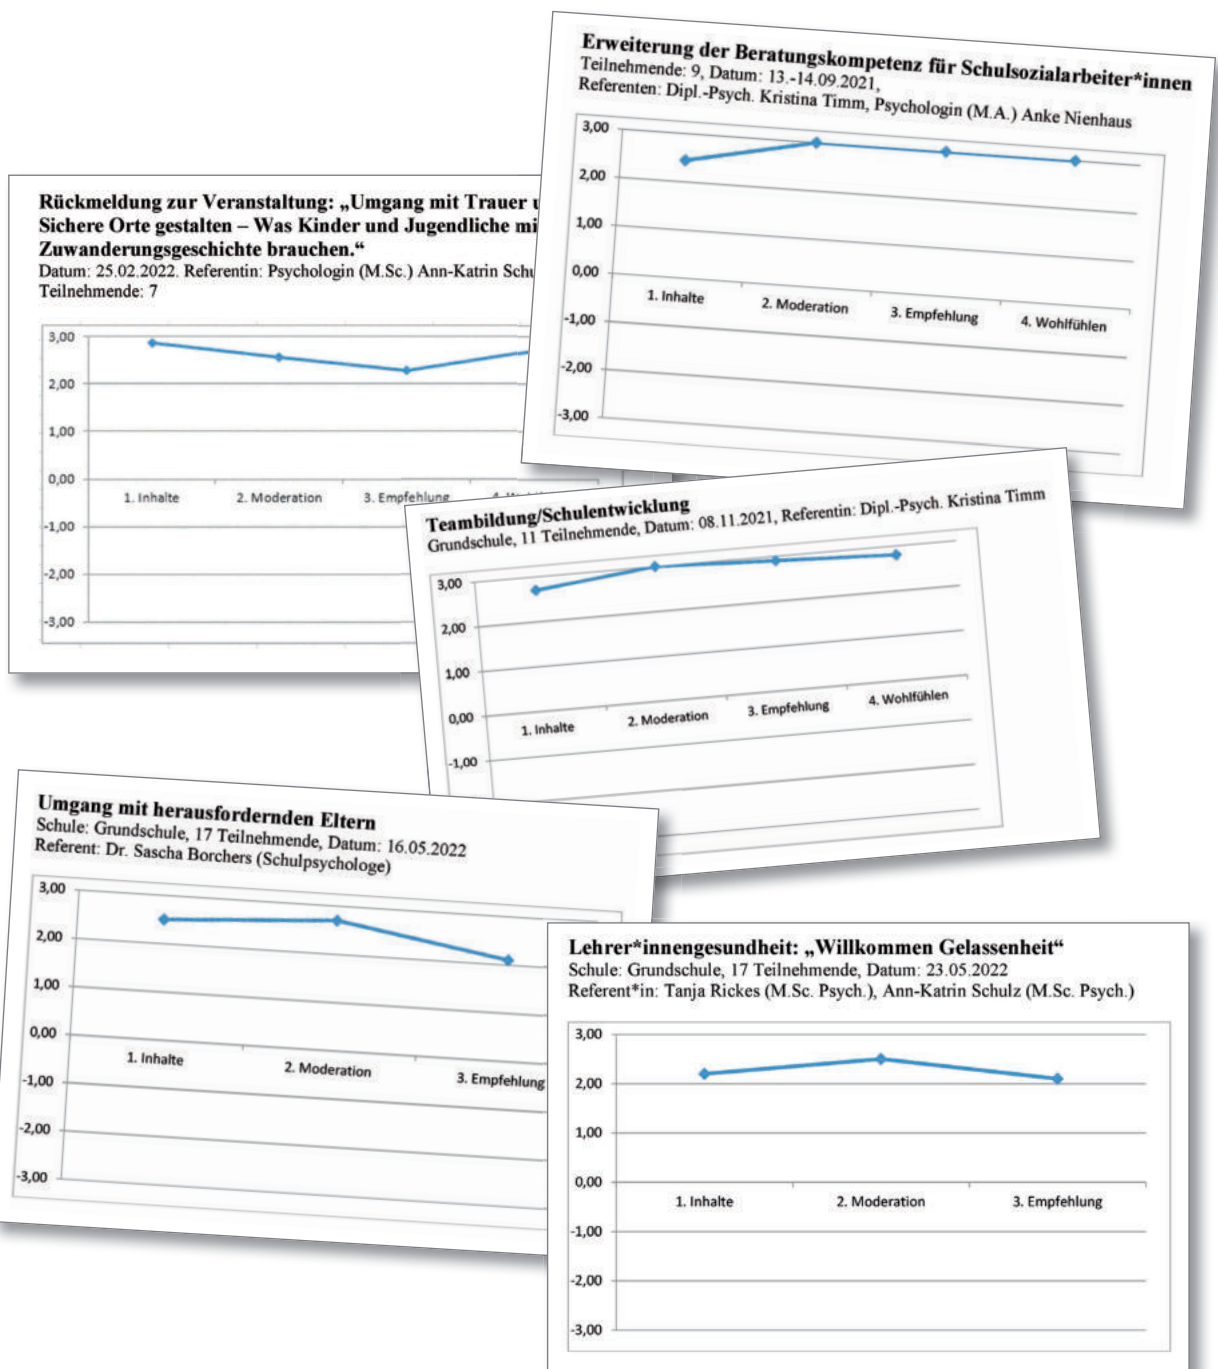 Erweiterung der Beratungskompetenz für Schulsozialarbeiter*innen
Teilnehmende: 9, Datum: 13.-14.09.2021,
Referenten: Dipl.-Psych. Kristina Timm, Psychologin (M.A.) Anke Nienhaus
3,00
2,00
1,00
0,00
1. Inhalte 2. Moderation 3. Empfehlung 4. Wohlfühlen
-1,00
-2,00
-3,00
Rückmeldung zur Veranstaltung: „Umgang mit Trauer
Sichere Orte gestalten – Was Kinder und Jugendliche
Zuwanderungsgeschichte brauchen.“
Datum: 25.02.2022. Referentin: Psychologin (M.Sc.) Ann-Katrin
Teilnehmende: 7
3,00
2,00
1,00
0,00
1. Inhalte 2. Moderation 3. Empfehlung
-1,00
-2,00
-3,00
Teambildung/Schulentwicklung
Grundschule, 11 Teilnehmende, Datum: 08.11.2021, Referentin: Dipl.-Psych. Kristina Timm
3,00
2,00
1,00
0,00
1. Inhalte 2. Moderation 3. Empfehlung 4. Wohlfühlen
-1,00
Umgang mit herausfordernden Eltern
Schule: Grundschule, 17 Teilnehmende, Datum: 16.05.2022
Referent: Dr. Sascha Borchers (Schulpsychologe)
3,00
2,00
1,00
0,00
1. Inhalte 2. Moderation 3. Empfehlung
-1,00
-2,00
-3,00
Lehrer*innengesundheit: „Willkommen Gelassenheit“
Schule: Grundschule, 17 Teilnehmende, Datum: 23.05.2022
Referent*in: Tanja Rickes (M.Sc. Psych.), Ann-Katrin Schulz (M.Sc. Psych.)
3,00
2,00
1,00
0,00
1. Inhalte 2. Moderation 3. Empfehlung
-1,00
-2,00
-3,00